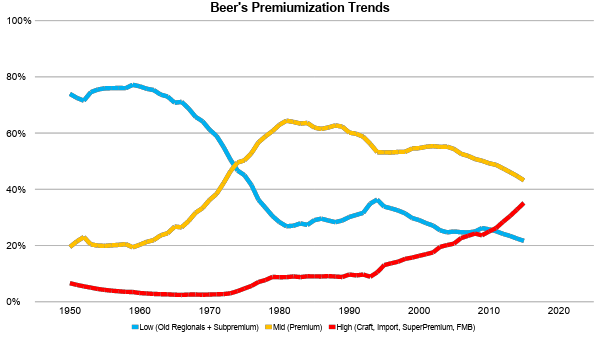 Beer's Premiumization Trends
100%
80%
60%
40%
20%
0%
1950 1960 1970 1980 1990 2000 2010 2020
Low (Old Regionals + Subpremium) Mid (Premium) High (Craft, Import, SuperPremium, FMB)